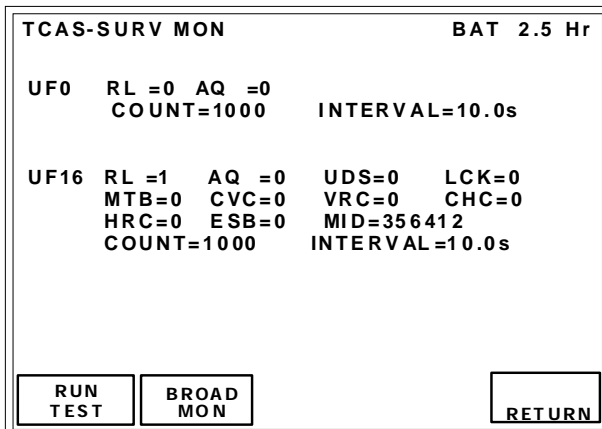 TCAS-SURV MON BAT 2.5 Hr
UF0 RL =0 AQ =0
COUNT=1000 INTERVAL=10.0s
UF16 RL =1 AQ =0 UDS=0 LCK=0
MTB=0 CVC=0 VRC=0 CHC=0
HRC=0 ESB=0 MID=356412
COUNT=1000 INTERVAL=10.0s
RUN
TEST
BROAD
MON
RETURN